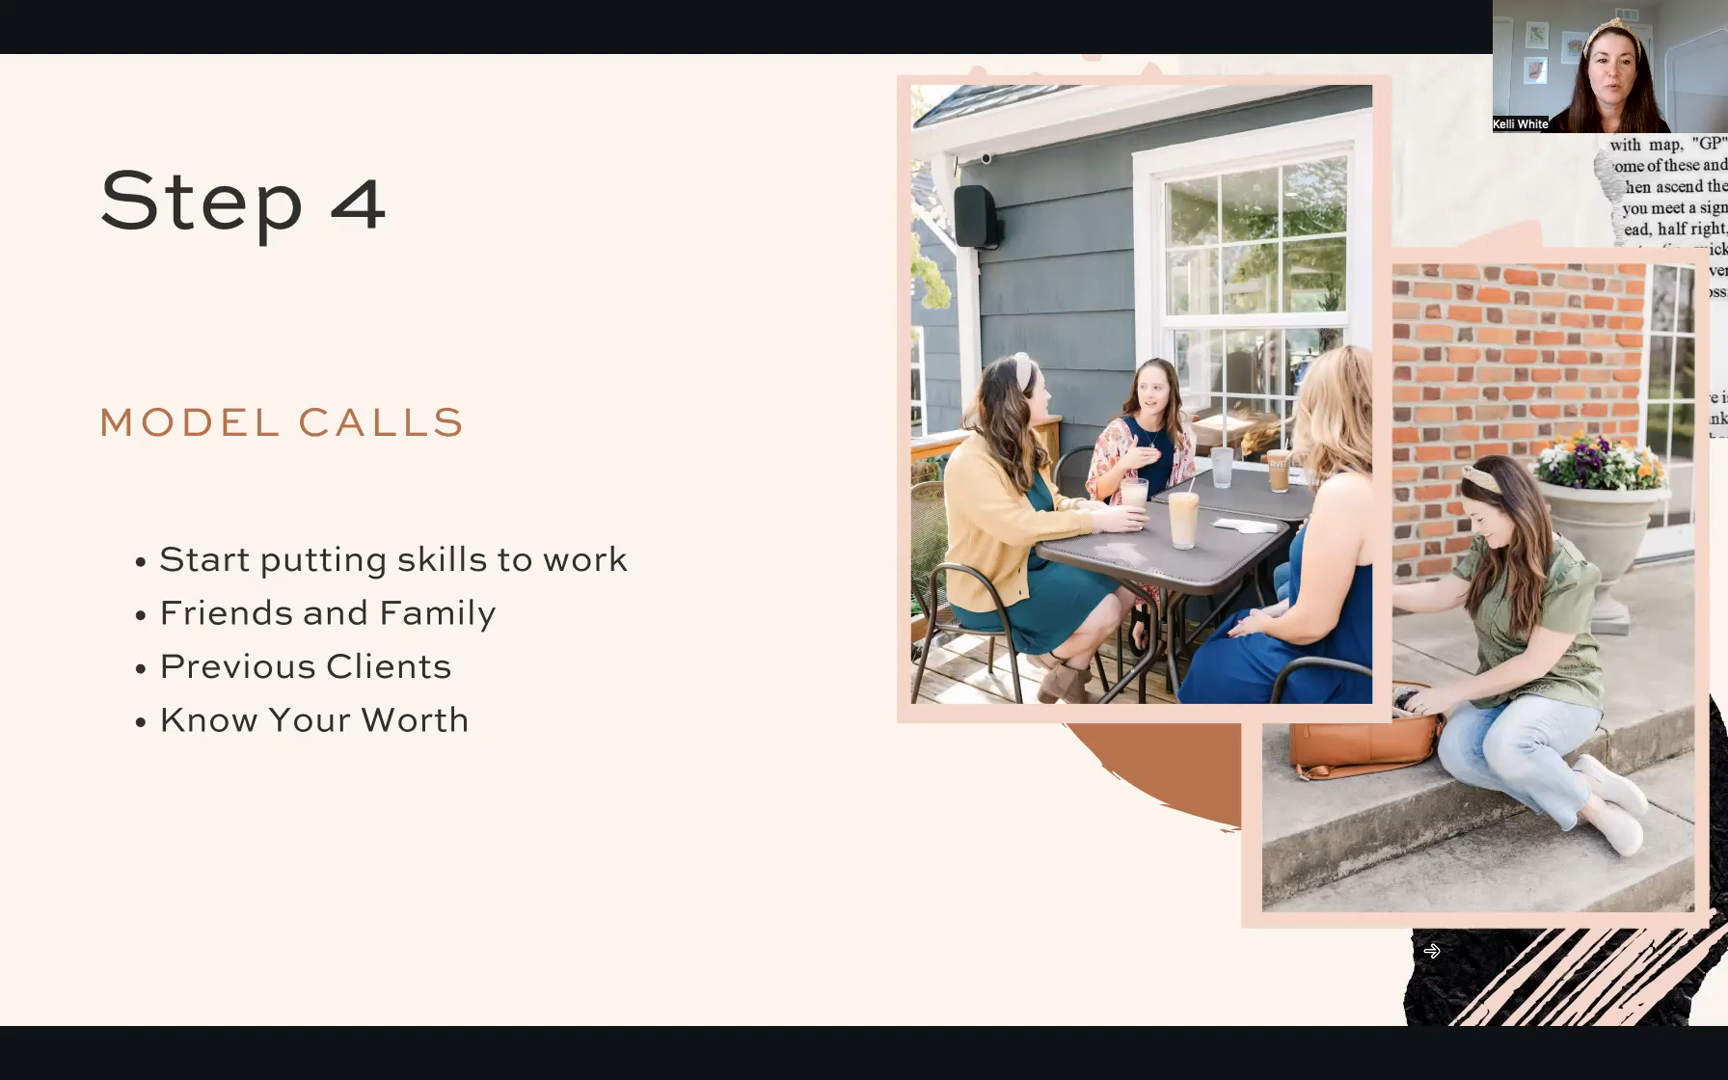 Kelli White
with map, "GP"
ome of these and
hen ascend the
you meet a sign
ead, half right,
Step 4
MODEL CALLS
• Start putting skills to work
• Friends and Family
• Previous Clients
• Know Your Worth